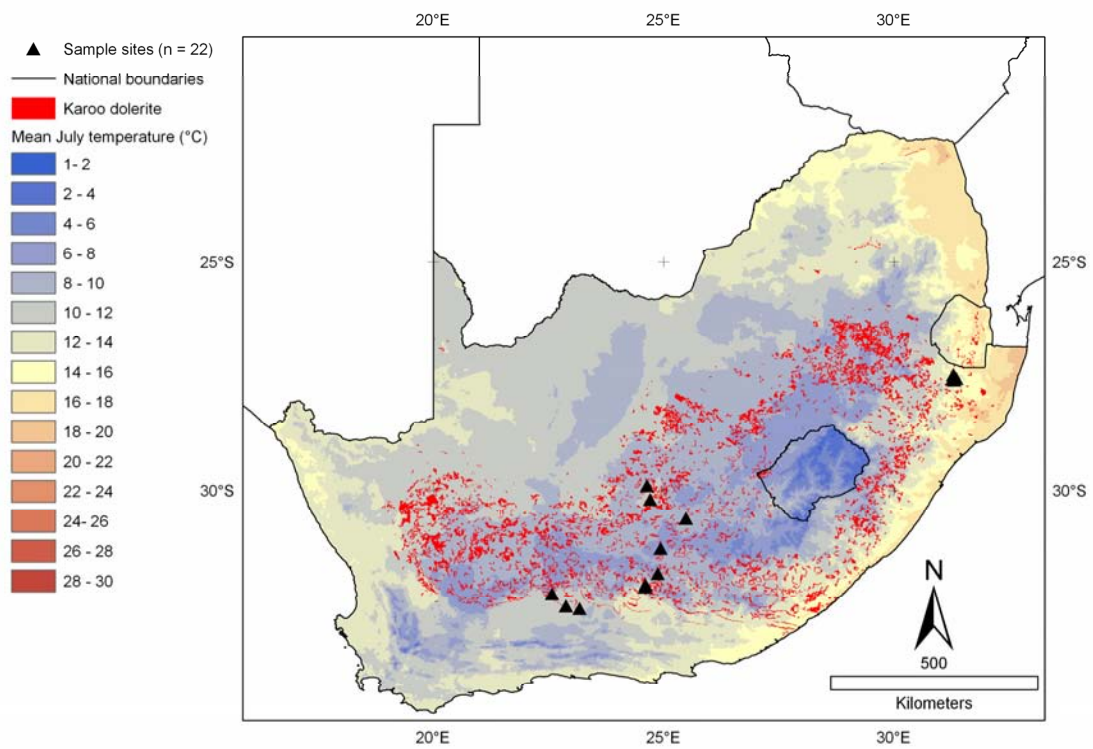 20°E 25°E 30°E
Sample sites (n = 22)
National boundaries
Karoo dolerite
Mean July temperature (°C)
1- 2
2 - 4
4 - 6
6 - 8
8 - 10
10 - 12
12 - 14
14 - 16
16 - 18
18 - 20
20 - 22
22 - 24
24- 26
26 - 28
28 - 30
25°S 25°S
30°S 30°S
N
500
Kilometers
20°E 25°E 30°E